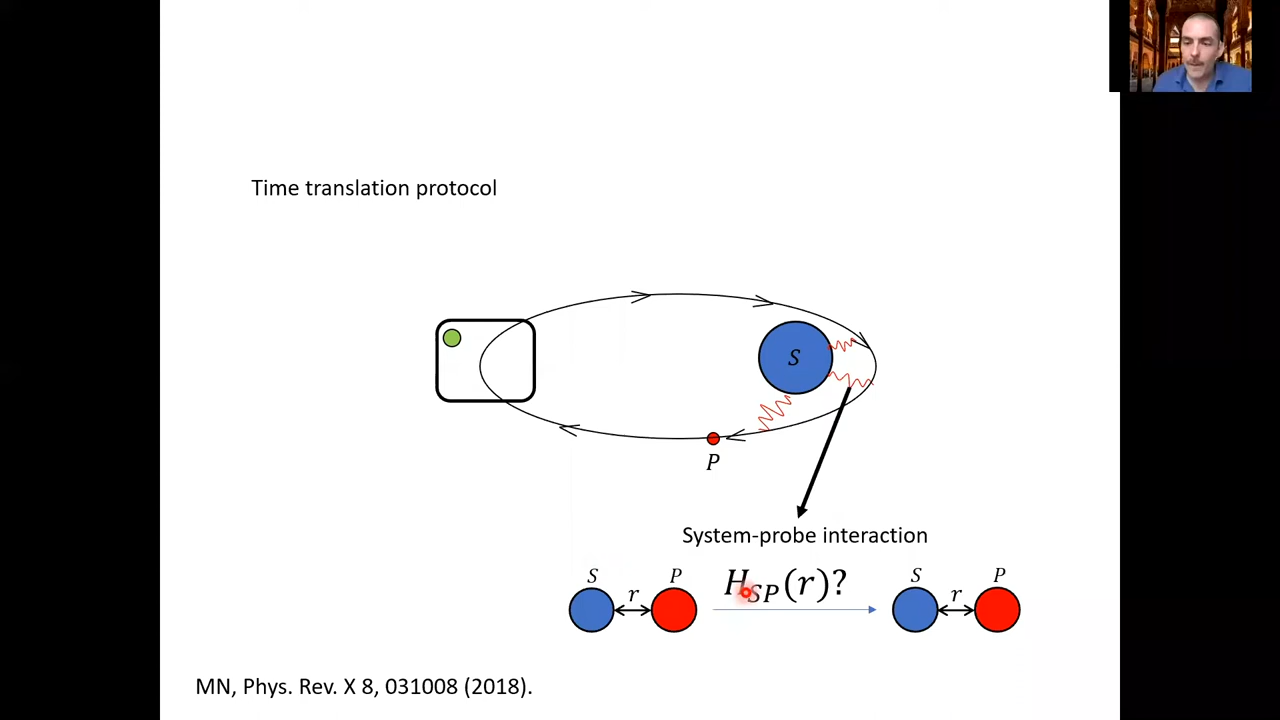 Time translation protocol
S
P
System-probe interaction
S P H_SP(r)? S P
r r
MN, Phys. Rev. X 8, 031008 (2018).